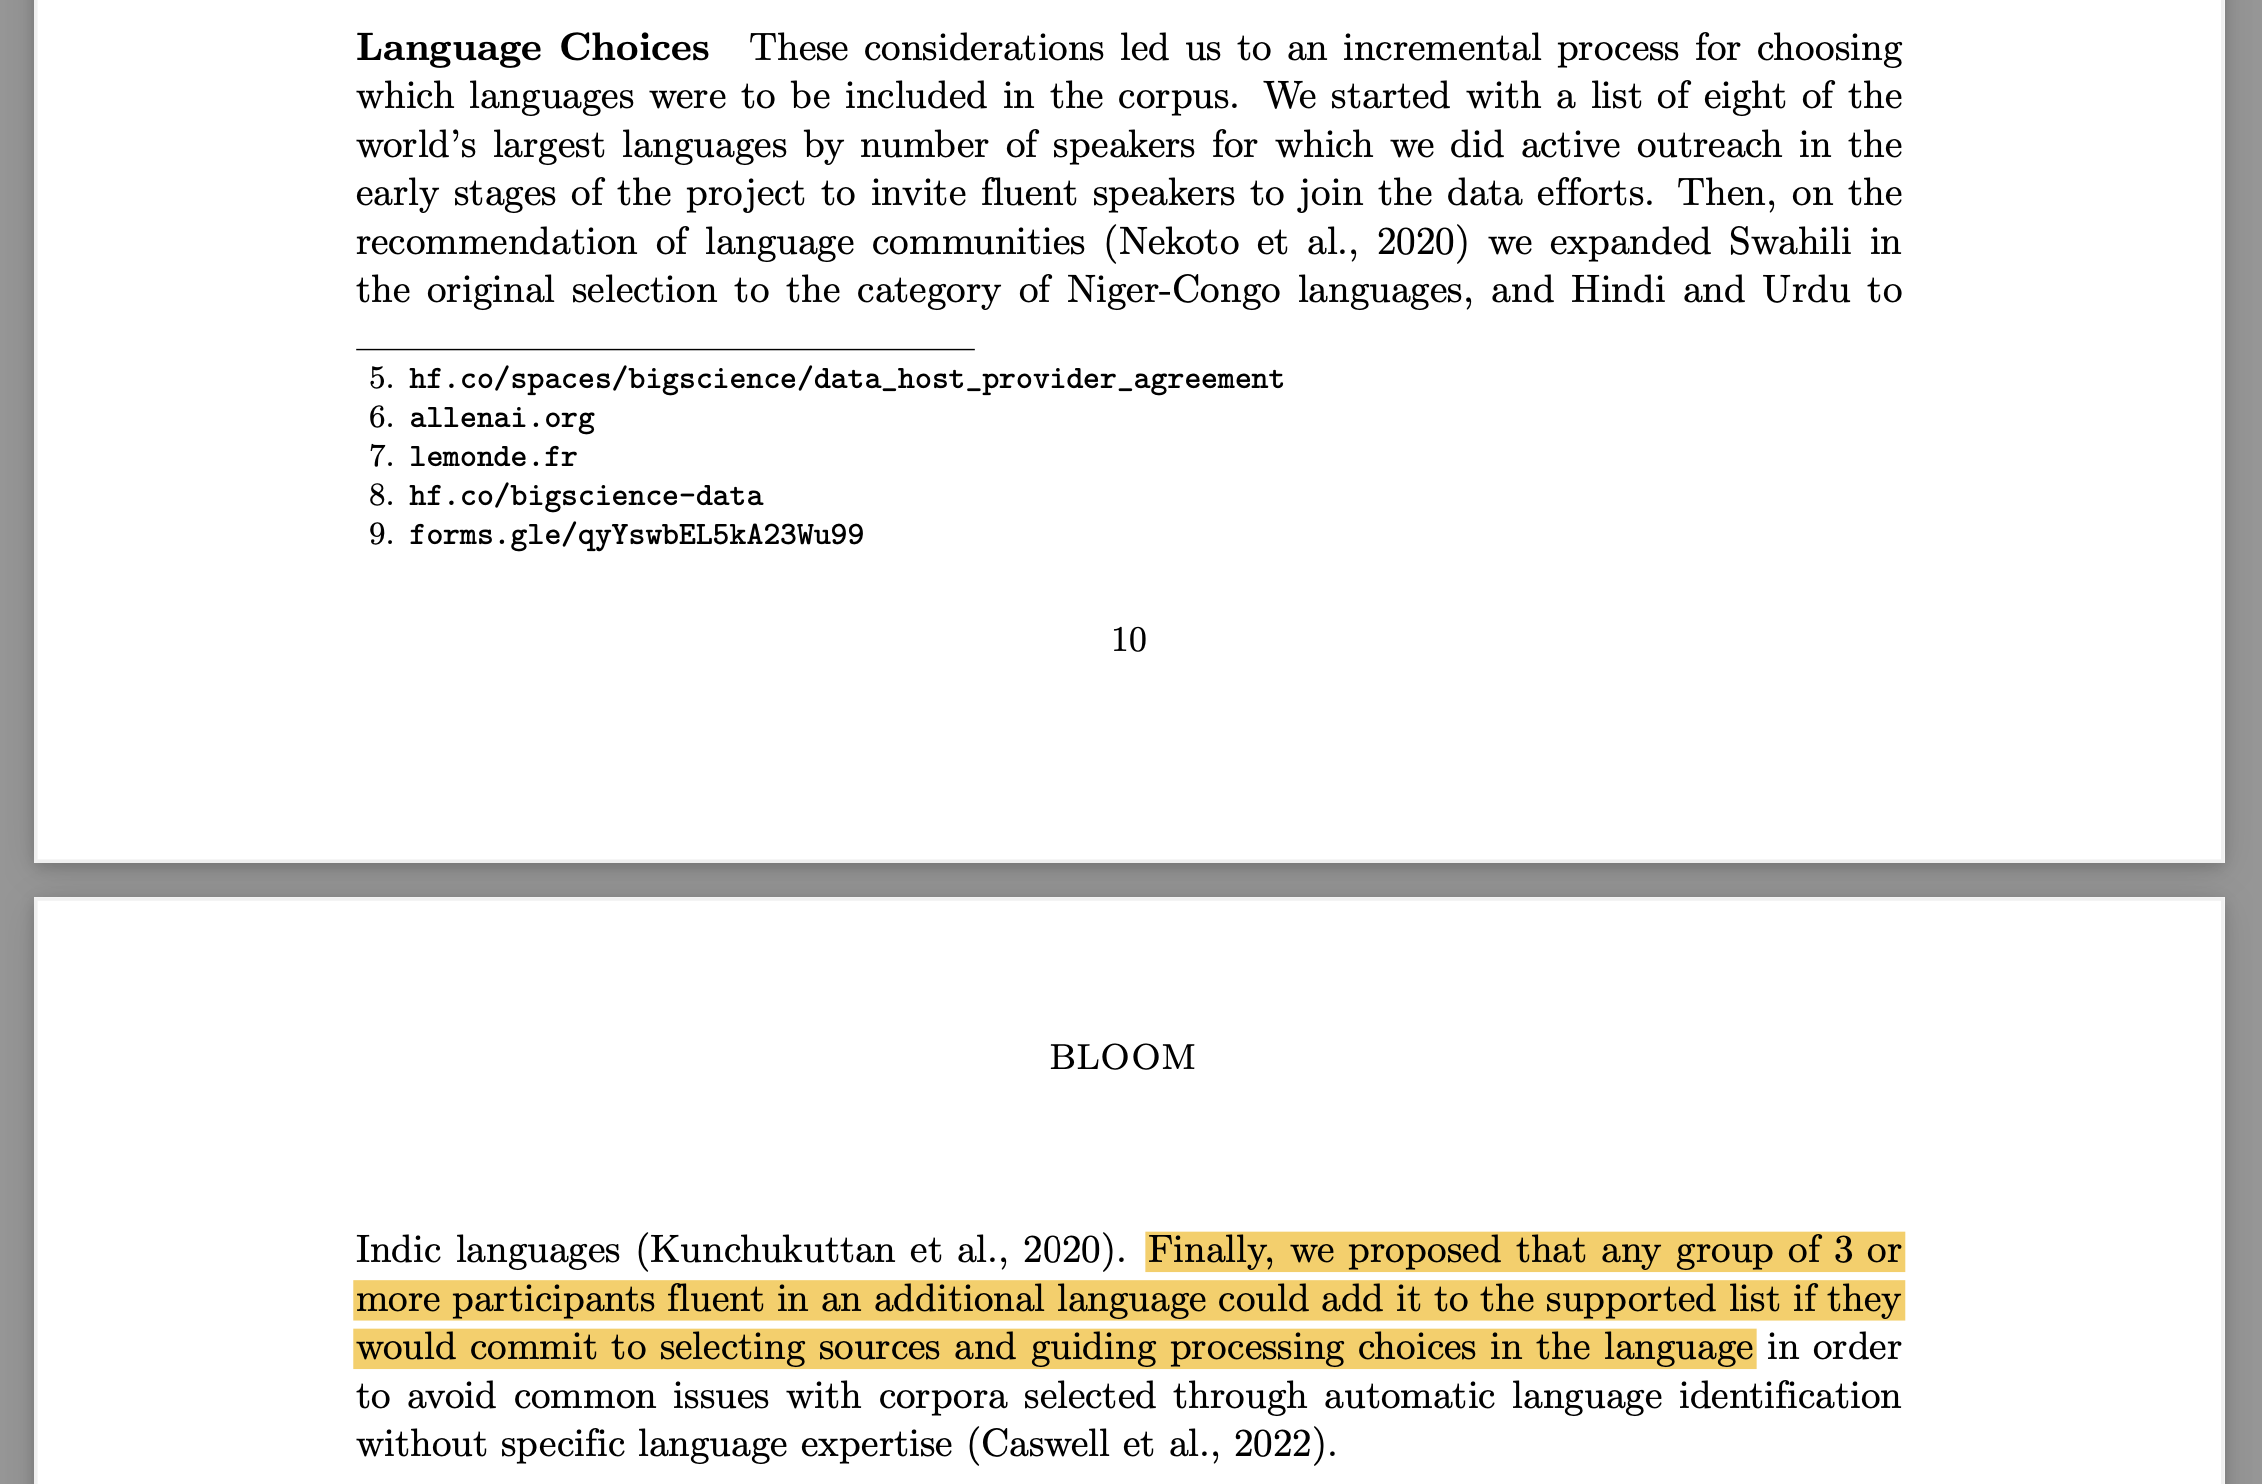 Language Choices These considerations led us to an incremental process for choosing
which languages were to be included in the corpus. We started with a list of eight of the
world's largest languages by number of speakers for which we did active outreach in the
early stages of the project to invite fluent speakers to join the data efforts. Then, on the
recommendation of language communities (Nekoto et al., 2020) we expanded Swahili in
the original selection to the category of Niger-Congo languages, and Hindi and Urdu to
5. hf.co/spaces/bigscience/data_host_provider_agreement
6. allenai.org
7. lemonde.fr
8. hf.co/bigscience-data
9. forms.gle/qyYswbEL5kA23Wu99
10
BLOOM
Indic languages (Kunchukuttan et al., 2020). Finally, we proposed that any group of 3 or
more participants fluent in an additional language could add it to the supported list if they
would commit to selecting sources and guiding processing choices in the language in order
to avoid common issues with corpora selected through automatic language identification
without specific language expertise (Caswell et al., 2022).